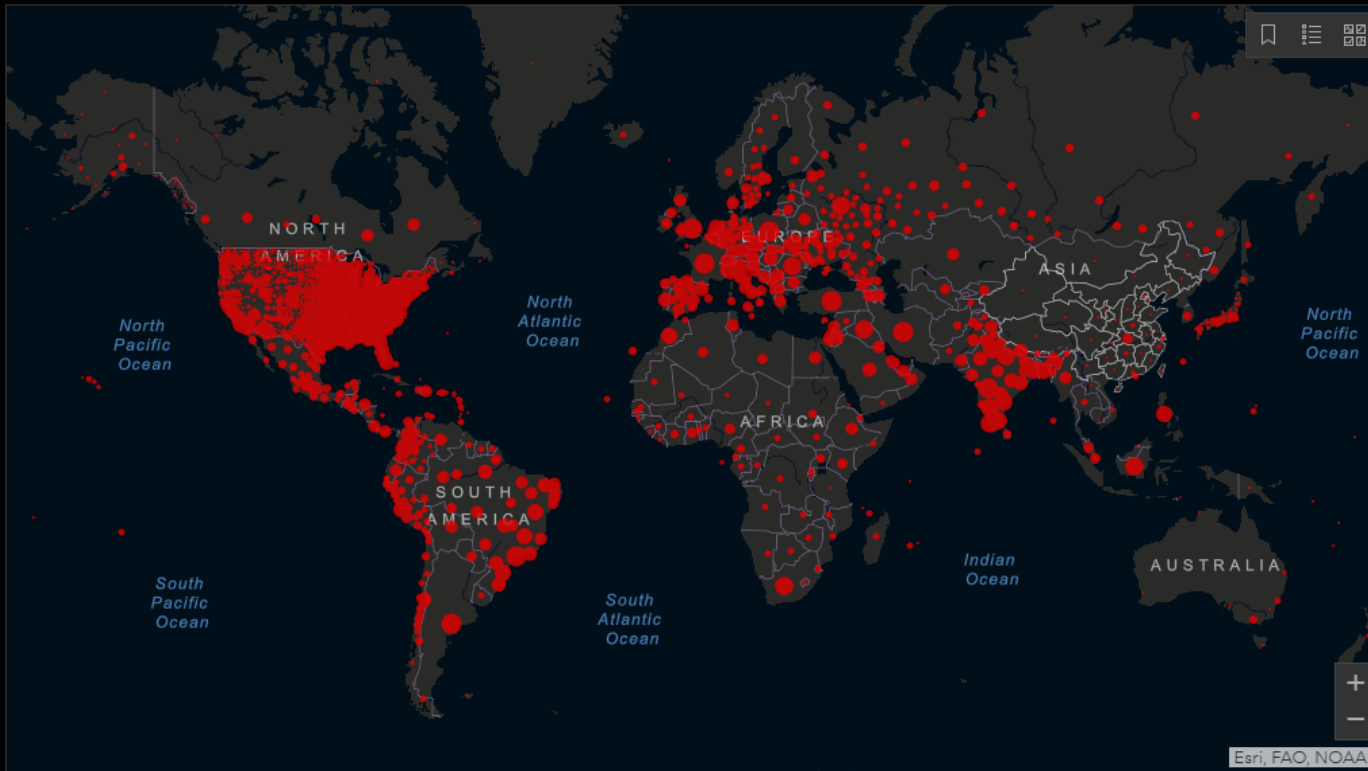 NORTH
AMERICA
EUROPE
ASIA
North
Atlantic
Ocean
North
Pacific
Ocean
North
Pacific
Ocean
AFRICA
SOUTH
AMERICA
Indian
Ocean
AUSTRALIA
South
Pacific
Ocean
South
Atlantic
Ocean
+
−
Esri, FAO, NOAA